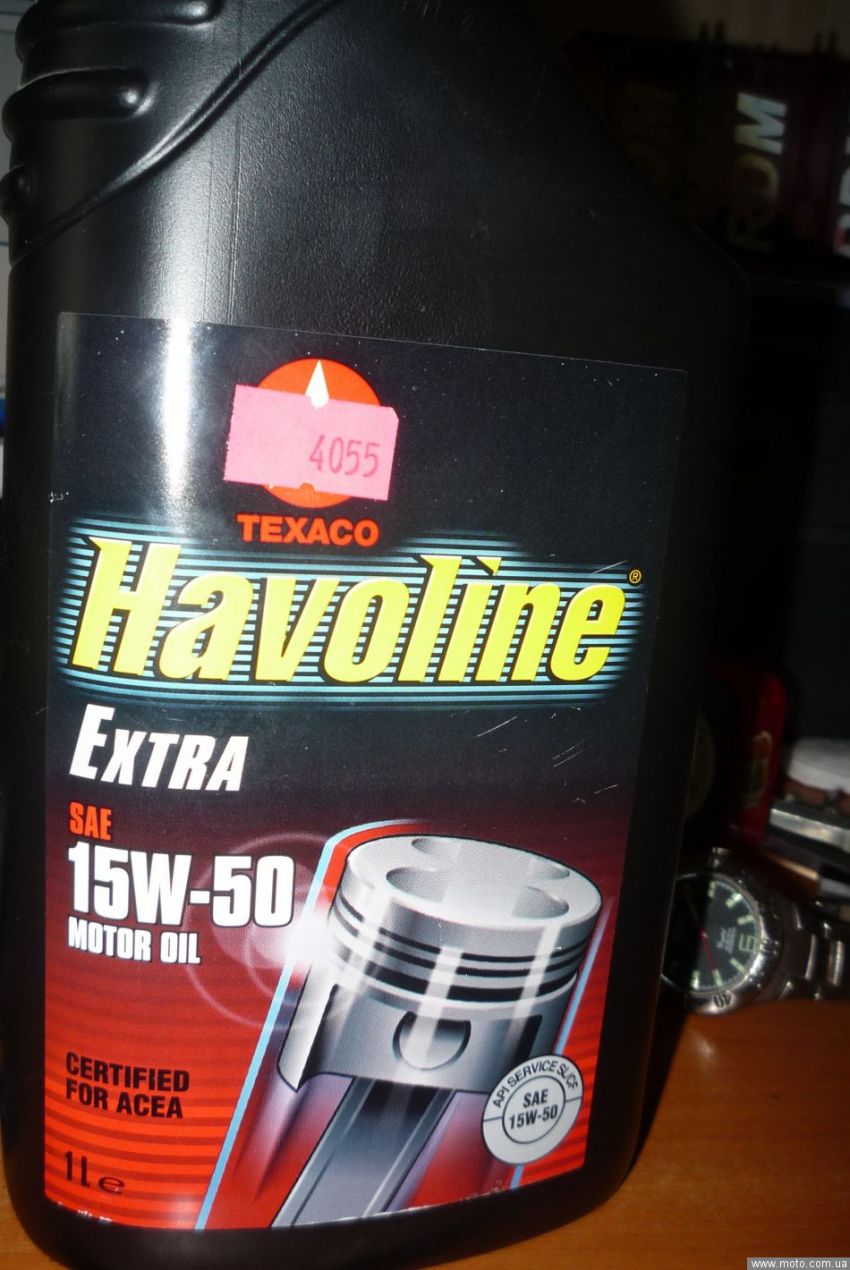 RDM
4055
TEXACO
Havoline®
EXTRA
SAE
15W-50
MOTOR OIL
CERTIFIED
FOR ACEA
API SERVICE SL/CF
SAE
15W-50
1L e
www.moto.com.ua